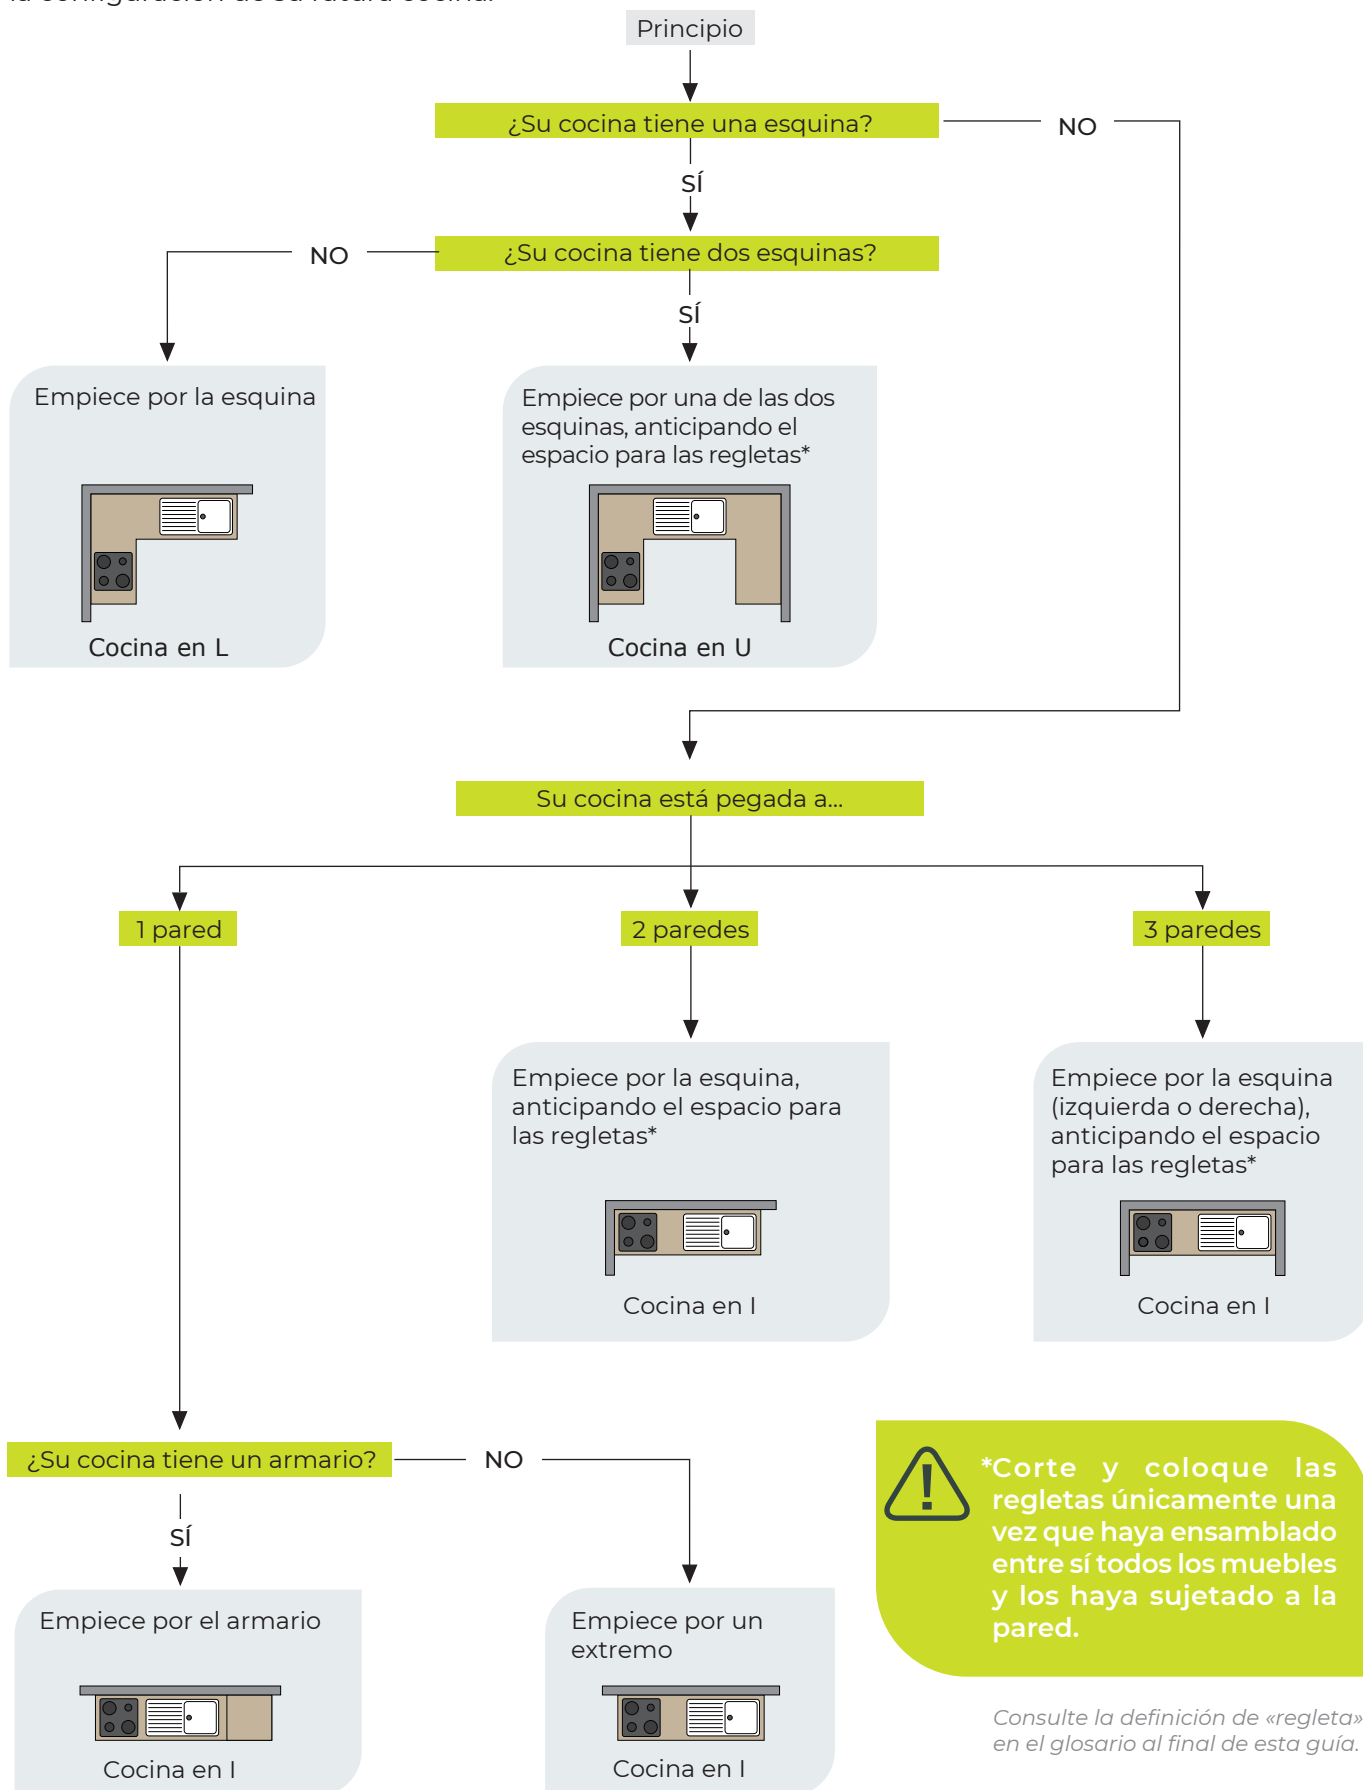 la configuración de su futura cocina.
Principio
¿Su cocina tiene una esquina?
NO
SÍ
¿Su cocina tiene dos esquinas?
NO
SÍ
Empiece por la esquina
Cocina en L
Empiece por una de las dos
esquinas, anticipando el
espacio para las regletas*
Cocina en U
Su cocina está pegada a...
1 pared
2 paredes
3 paredes
Empiece por la esquina,
anticipando el espacio para
las regletas*
Cocina en I
Empiece por la esquina
(izquierda o derecha),
anticipando el espacio
para las regletas*
Cocina en I
¿Su cocina tiene un armario?
NO
SÍ
Empiece por el armario
Cocina en I
Empiece por un
extremo
Cocina en I
*Corte y coloque las
regletas únicamente una
vez que haya ensamblado
entre sí todos los muebles
y los haya sujetado a la
pared.
Consulte la definición de «regleta»
en el glosario al final de esta guía.